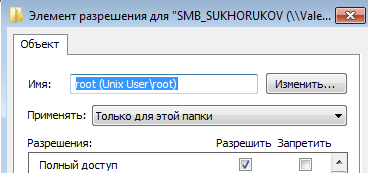 Элемент разрешения для "SMB_SUKHORUKOV (\\Vale...
Объект
Имя: root (Unix User\root) Изменить...
Применять: Только для этой папки
Разрешения: Разрешить Запретить
Полный доступ